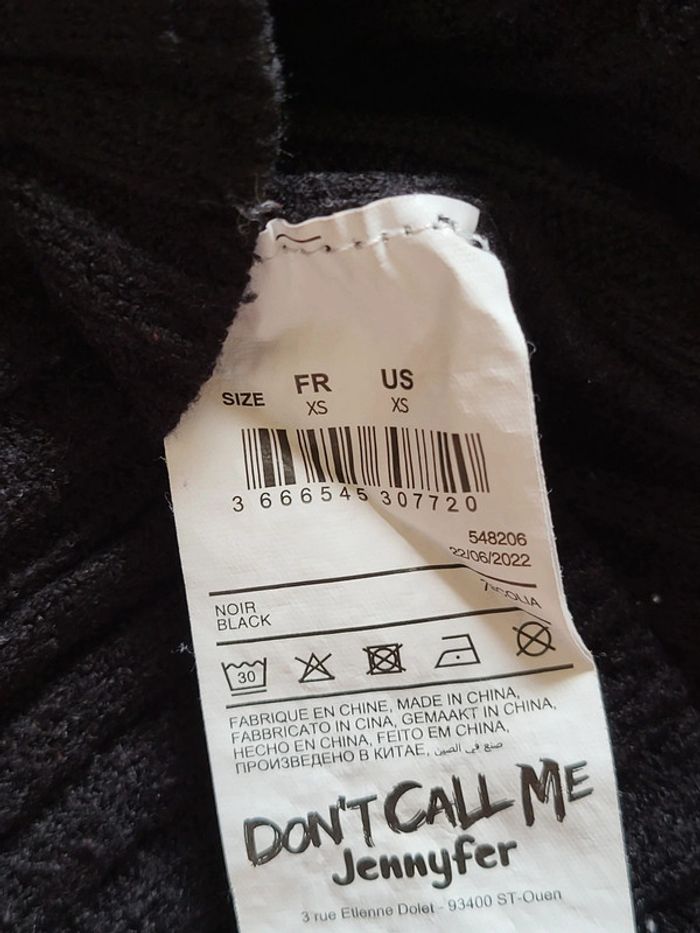 SIZE FR US
XS XS
3 666545 307720
548206
22/06/2022
NOIR
BLACK
30
FABRIQUE EN CHINE, MADE IN CHINA,
FABBRICATO IN CINA, GEMAAKT IN CHINA,
HECHO EN CHINA, FEITO EM CHINA,
ПРОИЗВЕДЕНО В КИТАЕ, صنع في الصين
DON'T CALL ME
Jennyfer
3 rue Etienne Dolet - 93400 ST-Ouen